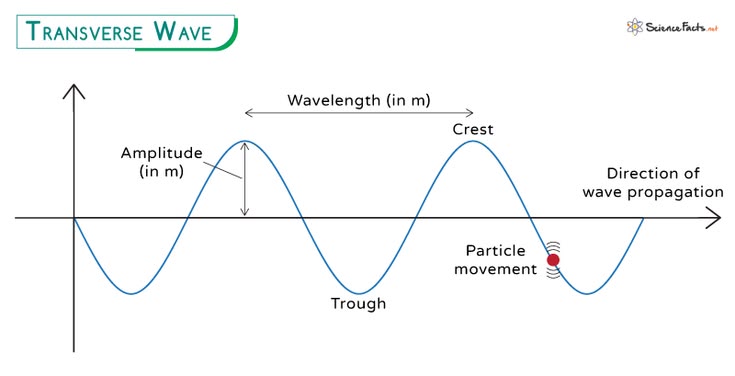 TRANSVERSE WAVE
ScienceFacts.net
Wavelength (in m)
Crest
Amplitude
(in m)
Direction of
wave propagation
Particle
movement
Trough